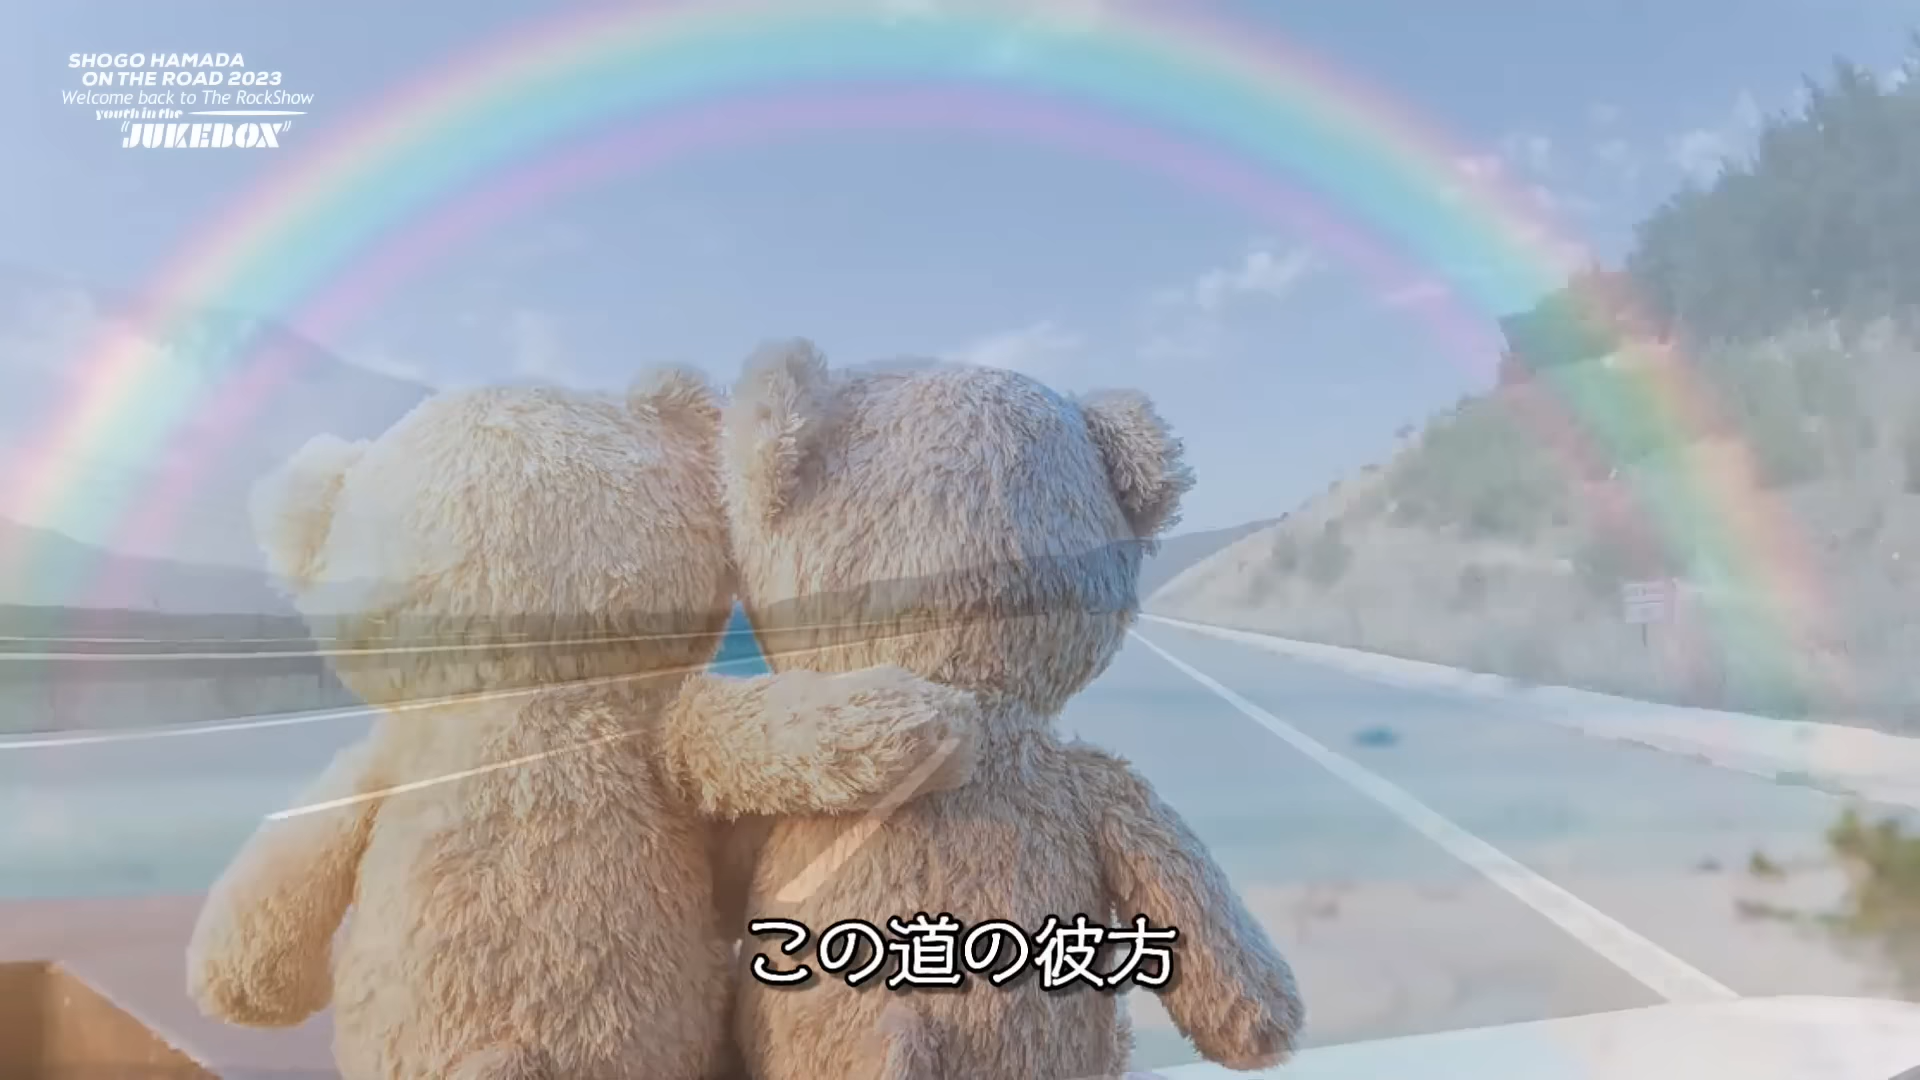 SHOGO HAMADA
ON THE ROAD 2023
Welcome back to The RockShow
youth in the
"JUKEBOX"
この道の彼方